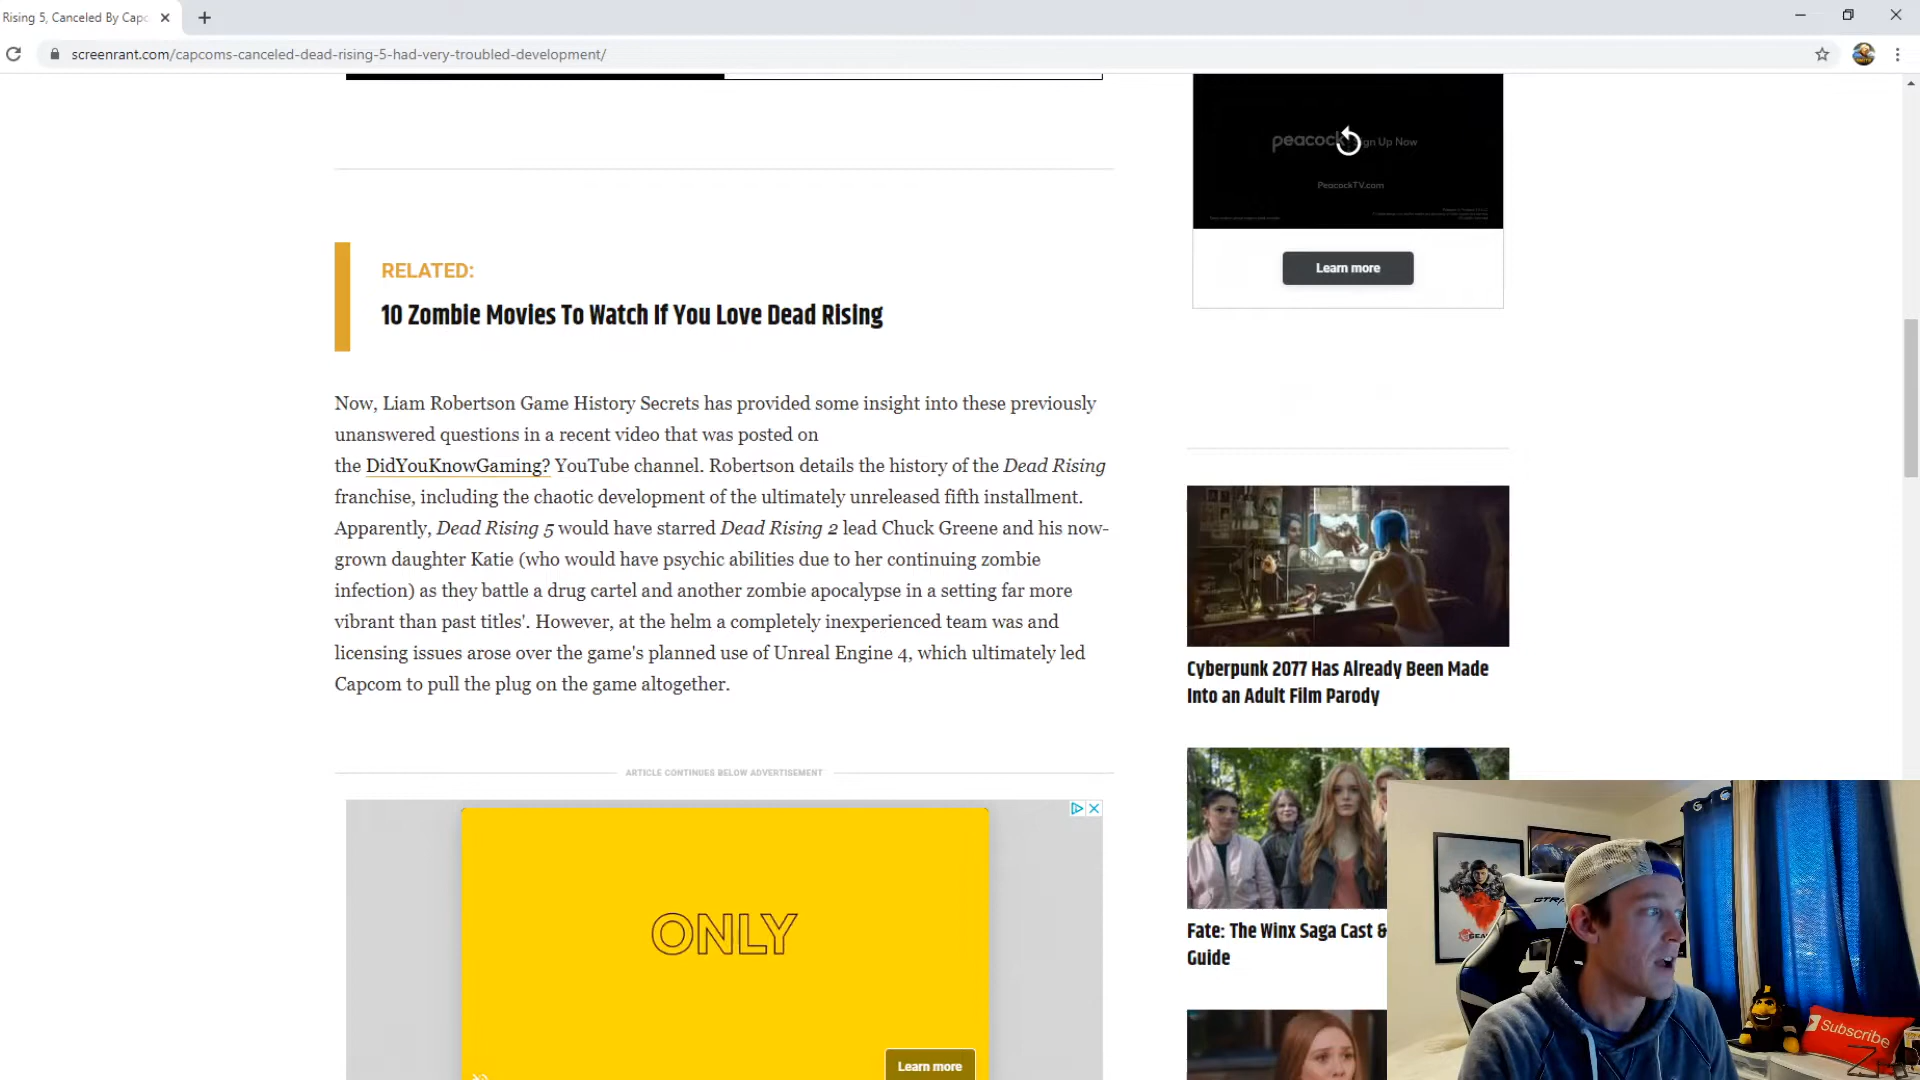 Rising 5, Canceled By Capc
screenrant.com/capcoms-canceled-dead-rising-5-had-very-troubled-development/
peacock
gn Up Now
PeacockTV.com
Learn more
RELATED:
10 Zombie Movies To Watch If You Love Dead Rising
Now, Liam Robertson Game History Secrets has provided some insight into these previously
unanswered questions in a recent video that was posted on
the DidYouKnowGaming? YouTube channel. Robertson details the history of the Dead Rising
franchise, including the chaotic development of the ultimately unreleased fifth installment.
Apparently, Dead Rising 5 would have starred Dead Rising 2 lead Chuck Greene and his now-
grown daughter Katie (who would have psychic abilities due to her continuing zombie
infection) as they battle a drug cartel and another zombie apocalypse in a setting far more
vibrant than past titles'. However, at the helm a completely inexperienced team was and
licensing issues arose over the game's planned use of Unreal Engine 4, which ultimately led
Capcom to pull the plug on the game altogether.
ARTICLE CONTINUES BELOW ADVERTISEMENT
ONLY
Learn more
Cyberpunk 2077 Has Already Been Made
Into an Adult Film Parody
Fate: The Winx Saga Cast &
Guide
GTRA
GEA
Subscribe